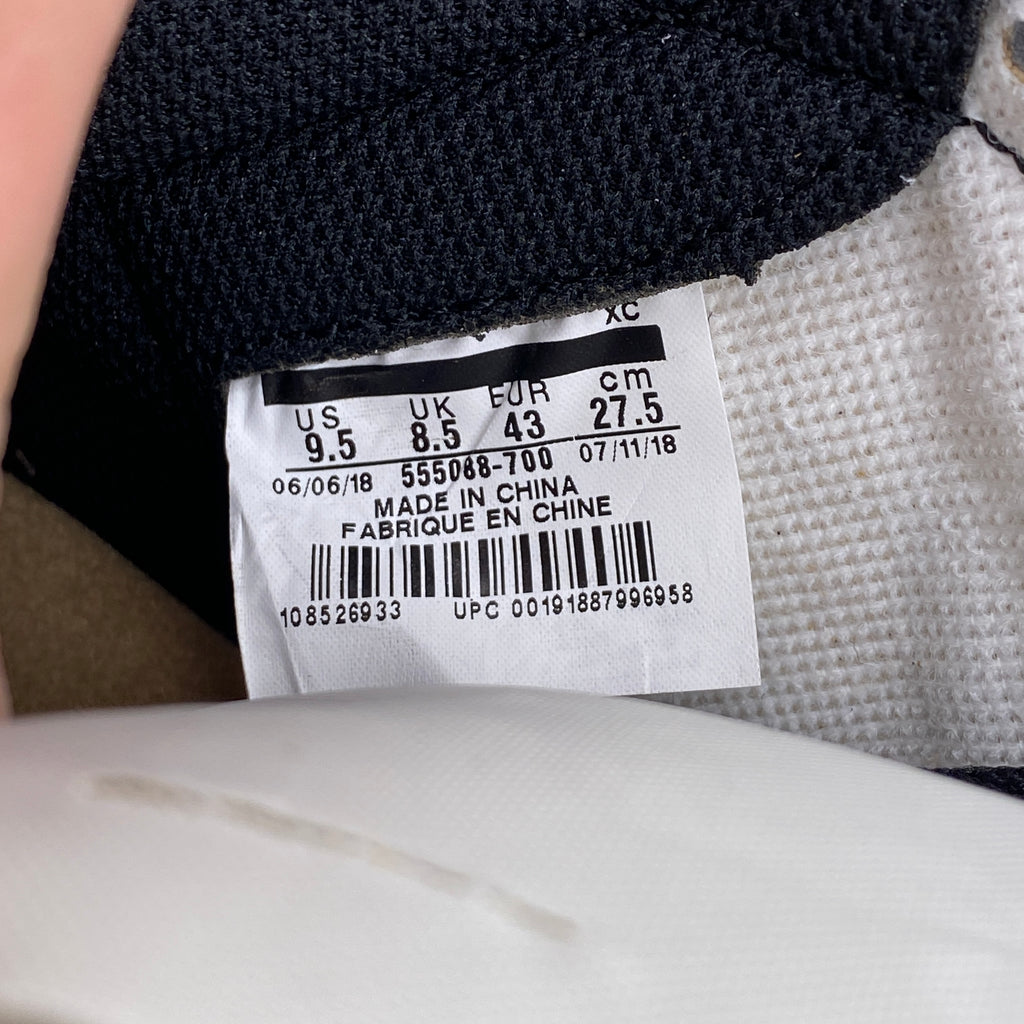 XC
US UK EUR cm
9.5 8.5 43 27.5
06/06/18 555088-700 07/11/18
MADE IN CHINA
FABRIQUE EN CHINE
108526933 UPC 00191887996958